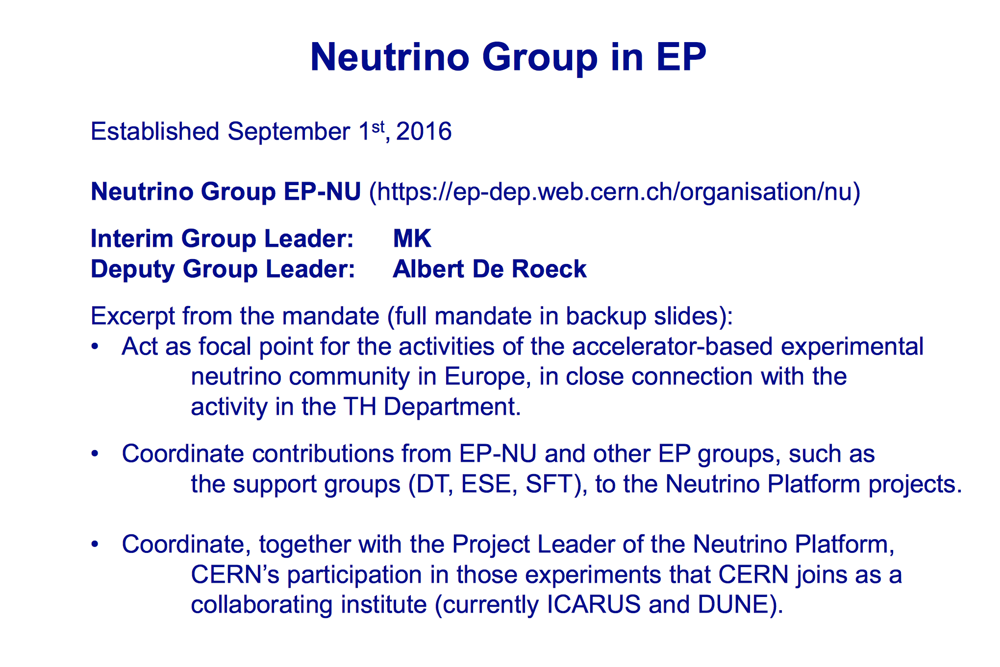 Neutrino Group in EP
Established September 1st, 2016
Neutrino Group EP-NU (https://ep-dep.web.cern.ch/organisation/nu)
Interim Group Leader: MK
Deputy Group Leader: Albert De Roeck
Excerpt from the mandate (full mandate in backup slides):
• Act as focal point for the activities of the accelerator-based experimental
neutrino community in Europe, in close connection with the
activity in the TH Department.
• Coordinate contributions from EP-NU and other EP groups, such as
the support groups (DT, ESE, SFT), to the Neutrino Platform projects.
• Coordinate, together with the Project Leader of the Neutrino Platform,
CERN’s participation in those experiments that CERN joins as a
collaborating institute (currently ICARUS and DUNE).